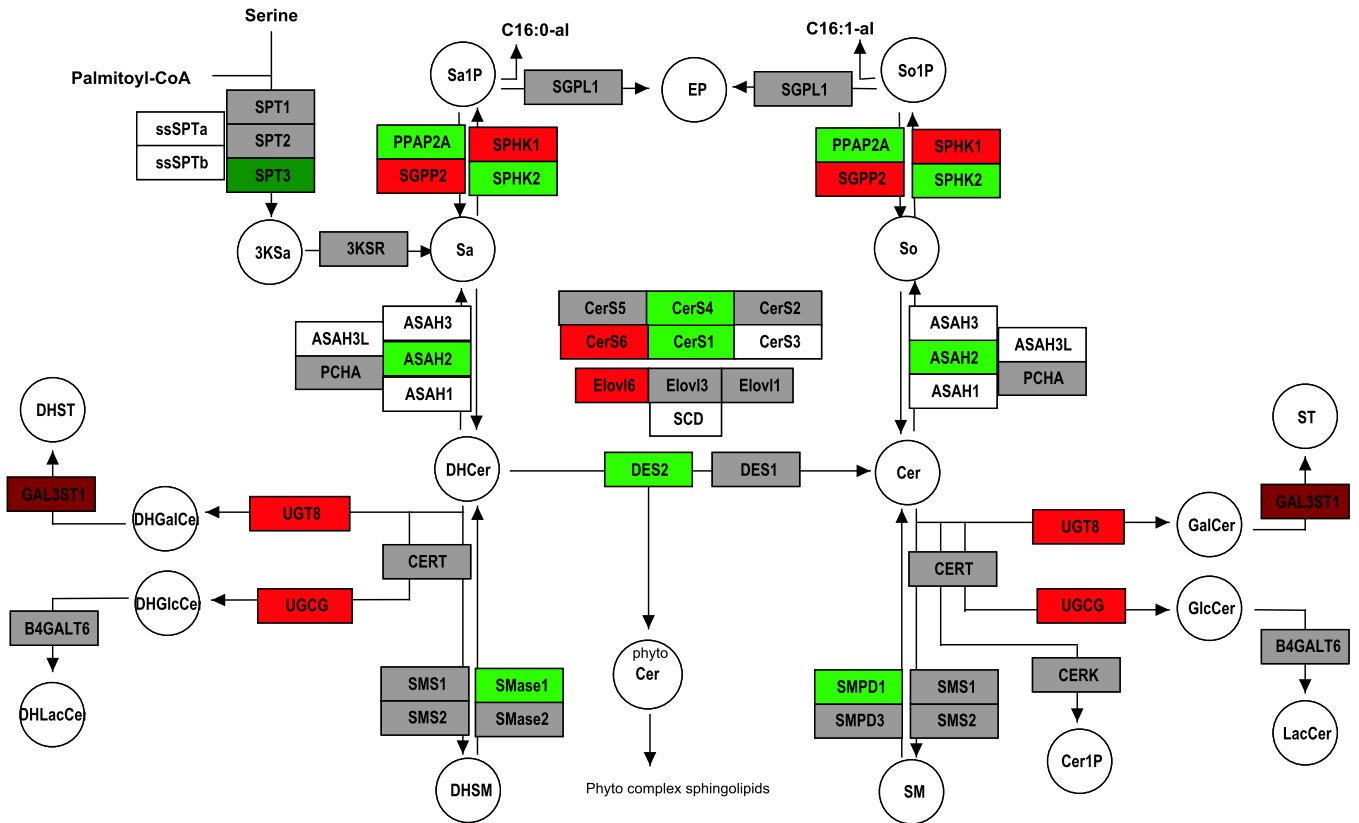 Serine
C16:0-al
C16:1-al
Palmitoyl-CoA
Sa1P
SGPL1
EP
SGPL1
So1P
SPT1
ssSPTa
SPT2
ssSPTb
SPT3
PPAP2A
SPHK1
SGPP2
SPHK2
PPAP2A
SPHK1
SGPP2
SPHK2
3KSa
3KSR
Sa
So
CerS5
CerS4
CerS2
CerS6
CerS1
CerS3
ASAH3
ASAH3L
ASAH2
PCHA
ASAH1
ASAH3
ASAH3L
ASAH2
PCHA
ASAH1
Elovl6
Elovl3
Elovl1
SCD
DHST
ST
DHCer
DES2
DES1
Cer
GAL3ST1
DHGalCer
UGT8
UGT8
GalCer
GAL3ST1
CERT
CERT
DHGlcCer
UGCG
UGCG
GlcCer
B4GALT6
B4GALT6
phyto
Cer
CERK
SMS1
SMase1
SMS2
SMase2
SMPD1
SMS1
SMPD3
SMS2
DHLacCer
LacCer
Cer1P
DHSM
Phyto complex sphingolipids
SM